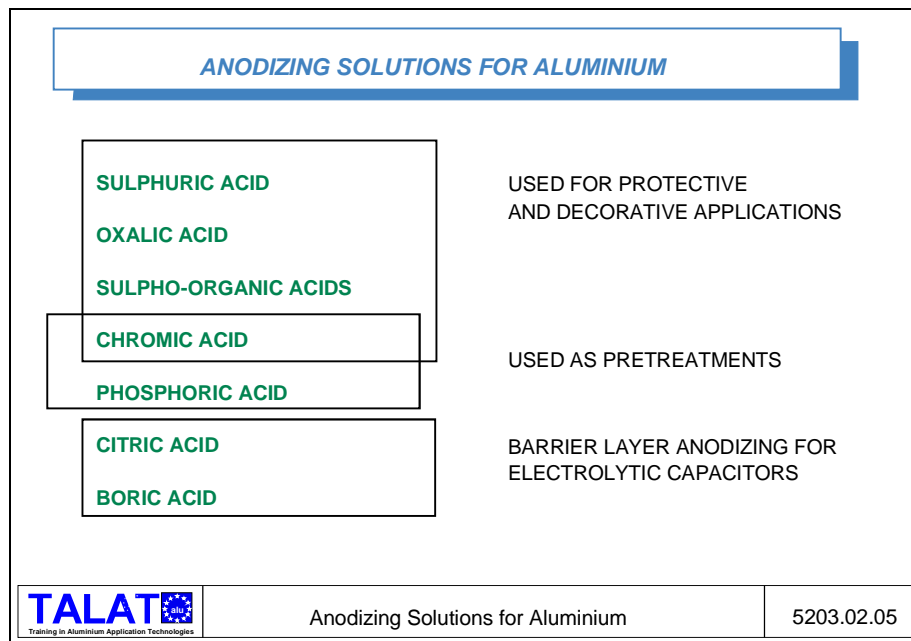 ANODIZING SOLUTIONS FOR ALUMINIUM
SULPHURIC ACID
OXALIC ACID
SULPHO-ORGANIC ACIDS
CHROMIC ACID
PHOSPHORIC ACID
CITRIC ACID
BORIC ACID
USED FOR PROTECTIVE
AND DECORATIVE APPLICATIONS
USED AS PRETREATMENTS
BARRIER LAYER ANODIZING FOR
ELECTROLYTIC CAPACITORS
TALAT
alu
Training in Aluminium Application Technologies
Anodizing Solutions for Aluminium
5203.02.05